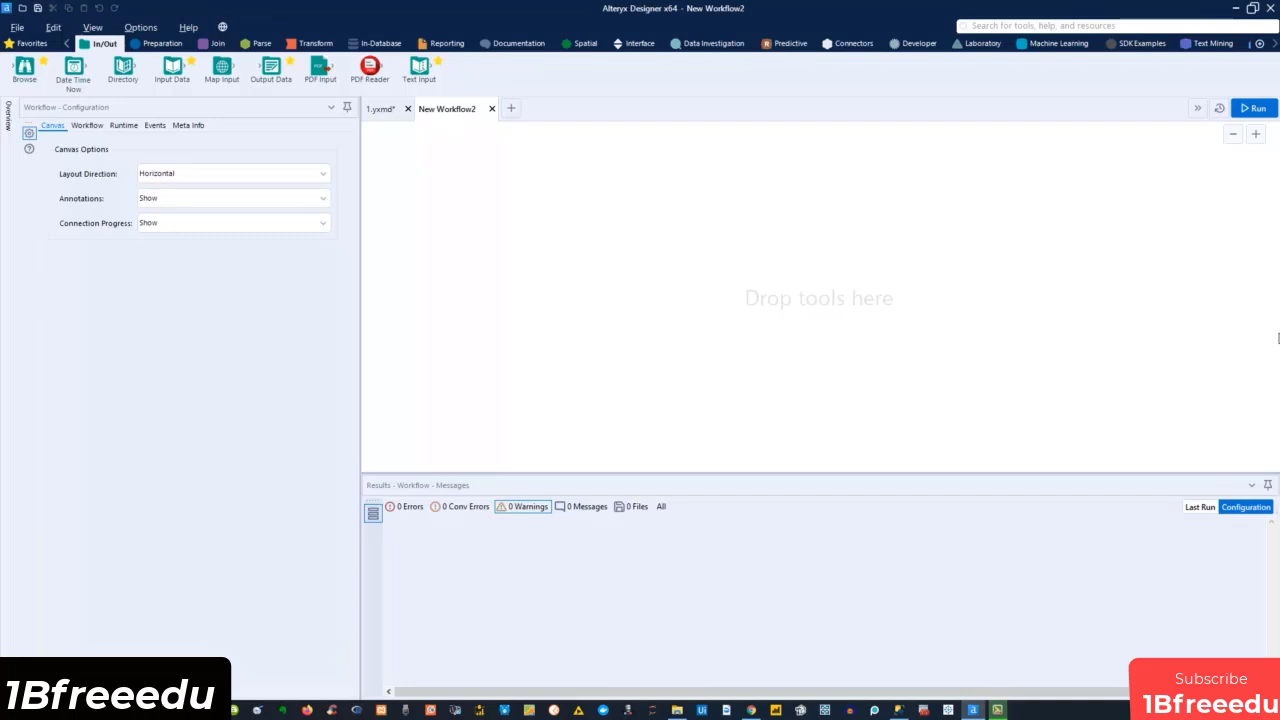 Alteryx Designer x64 - New Workflow2
File Edit View Options Help
Search for tools, help, and resources
Favorites In/Out Preparation Join Parse Transform In-Database Reporting Documentation Spatial Interface Data Investigation Predictive Connectors Developer Laboratory Machine Learning SDK Examples Text Mining
Browse Date Time Now Directory Input Data Map Input Output Data PDF Input PDF Reader Text Input
Overview
Workflow - Configuration
1.yxmd* New Workflow2 Run
Canvas Workflow Runtime Events Meta Info
Canvas Options
Layout Direction: Horizontal
Annotations: Show
Connection Progress: Show
Drop tools here
Results - Workflow - Messages
0 Errors 0 Conv Errors 0 Warnings 0 Messages 0 Files All Last Run Configuration
1Bfreeedu
Subscribe
1Bfreeedu